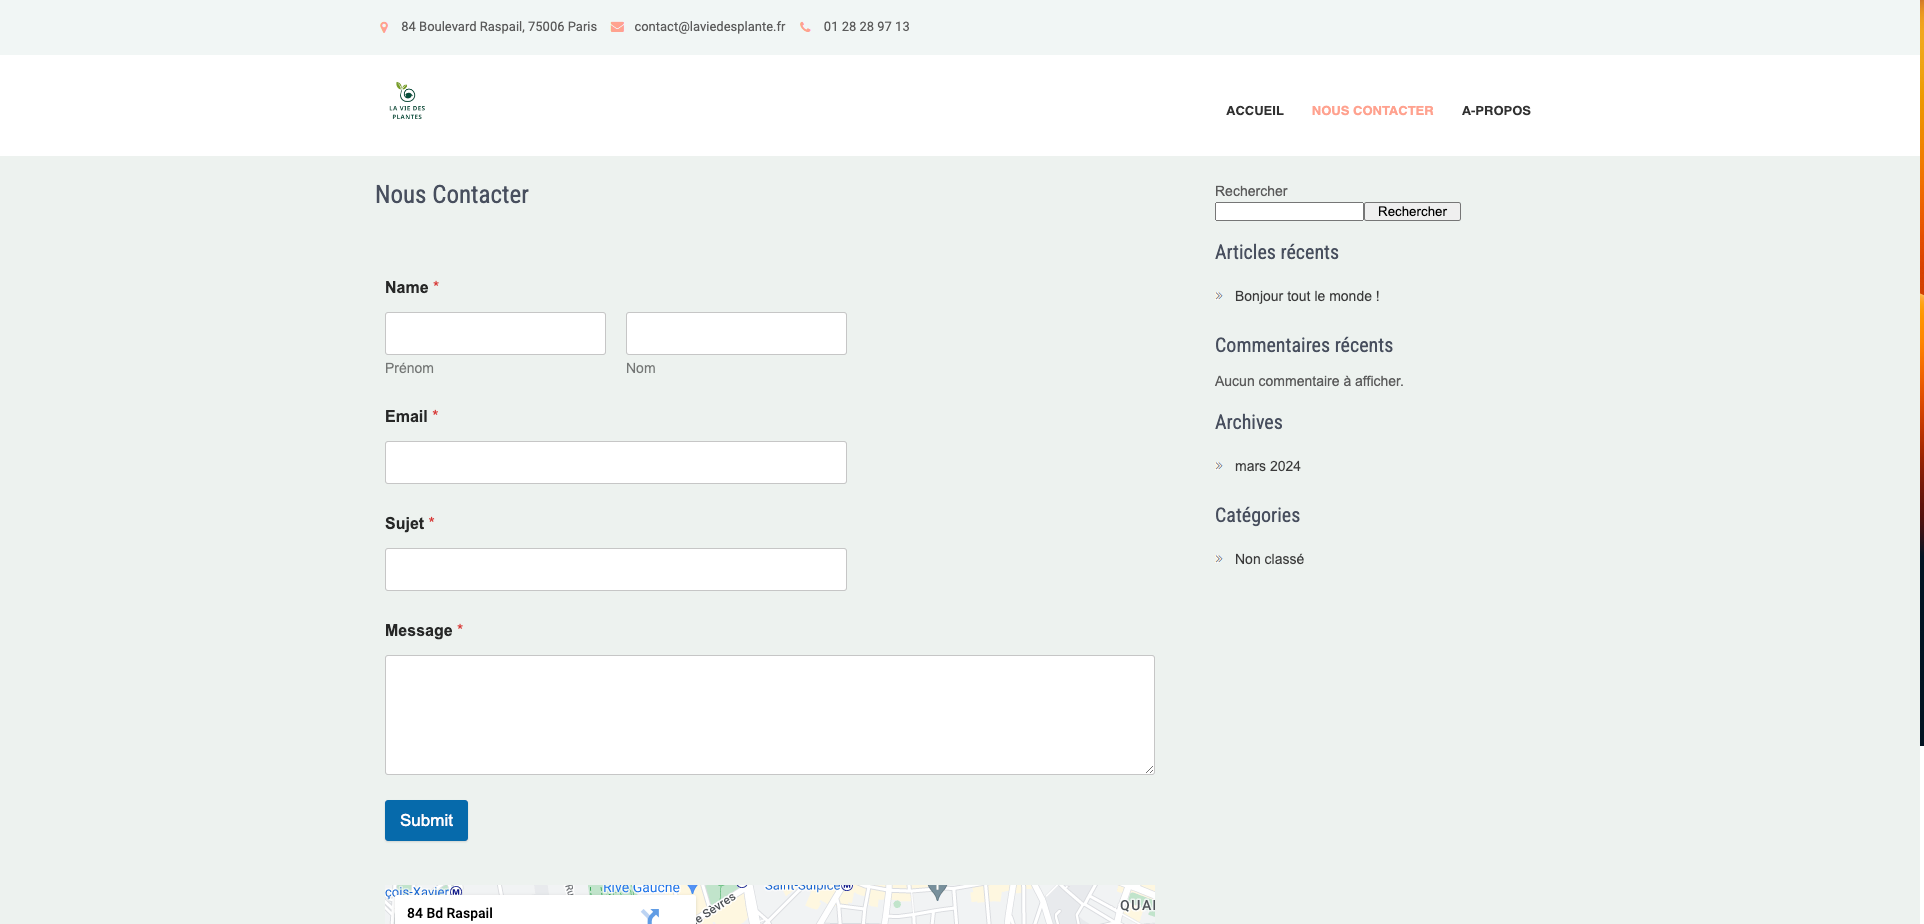 84 Boulevard Raspail, 75006 Paris contact@laviedesplante.fr 01 28 28 97 13
LA VIE DES
PLANTES
ACCUEIL NOUS CONTACTER A-PROPOS
Nous Contacter
Name *
Prénom Nom
Email *
Sujet *
Message *
Submit
Rechercher
Rechercher
Articles récents
» Bonjour tout le monde !
Commentaires récents
Aucun commentaire à afficher.
Archives
» mars 2024
Catégories
» Non classé
çois-Xavier M Rive Gauche Saint-Sulpice M
84 Bd Raspail
e Sèvres
QUAI